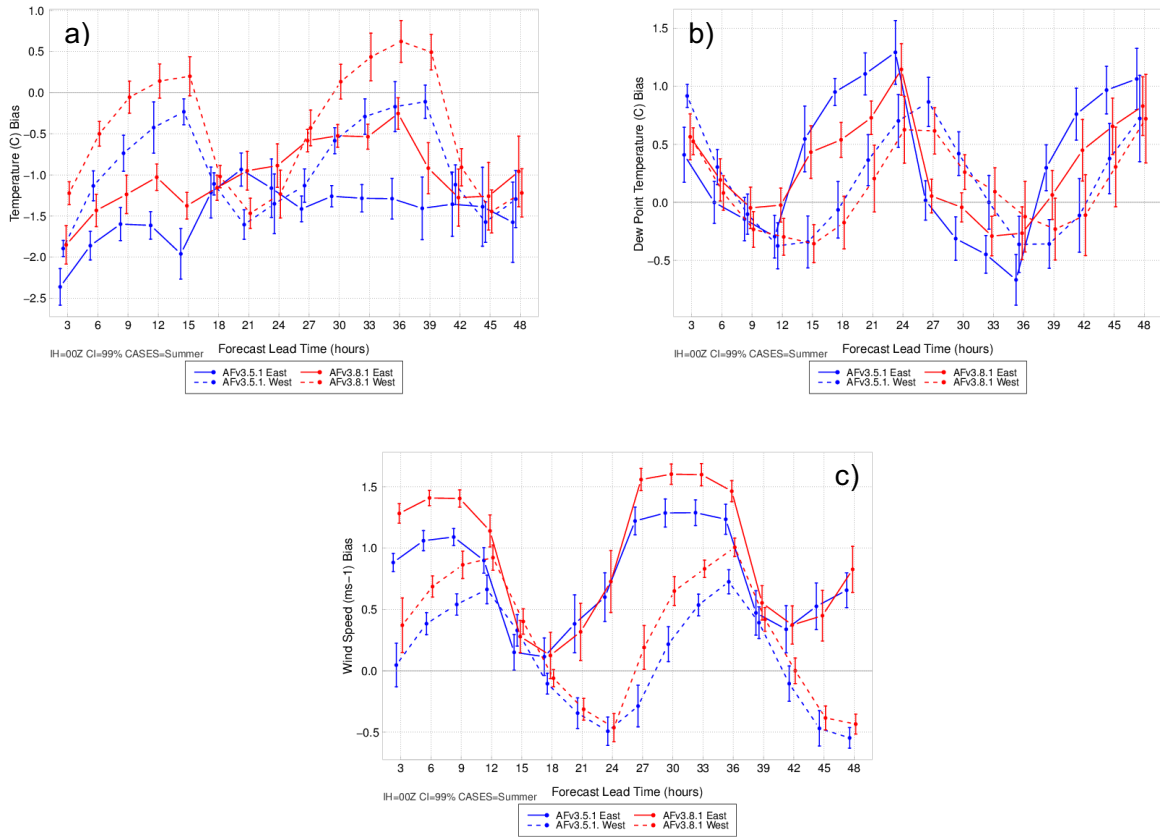 a)
1.0
0.5
0.0
−0.5
−1.0
−1.5
−2.0
−2.5
Temperature (C) Bias
3 6 9 12 15 18 21 24 27 30 33 36 39 42 45 48
IH=00Z CI=99% CASES=Summer
Forecast Lead Time (hours)
AFv3.5.1 East AFv3.8.1 East
AFv3.5.1. West AFv3.8.1 West
b)
1.5
1.0
0.5
0.0
−0.5
Dew Point Temperature (C) Bias
3 6 9 12 15 18 21 24 27 30 33 36 39 42 45 48
IH=00Z CI=99% CASES=Summer
Forecast Lead Time (hours)
AFv3.5.1 East AFv3.8.1 East
AFv3.5.1. West AFv3.8.1 West
c)
1.5
1.0
0.5
0.0
−0.5
Wind Speed (ms−1) Bias
3 6 9 12 15 18 21 24 27 30 33 36 39 42 45 48
IH=00Z CI=99% CASES=Summer
Forecast Lead Time (hours)
AFv3.5.1 East AFv3.8.1 East
AFv3.5.1. West AFv3.8.1 West